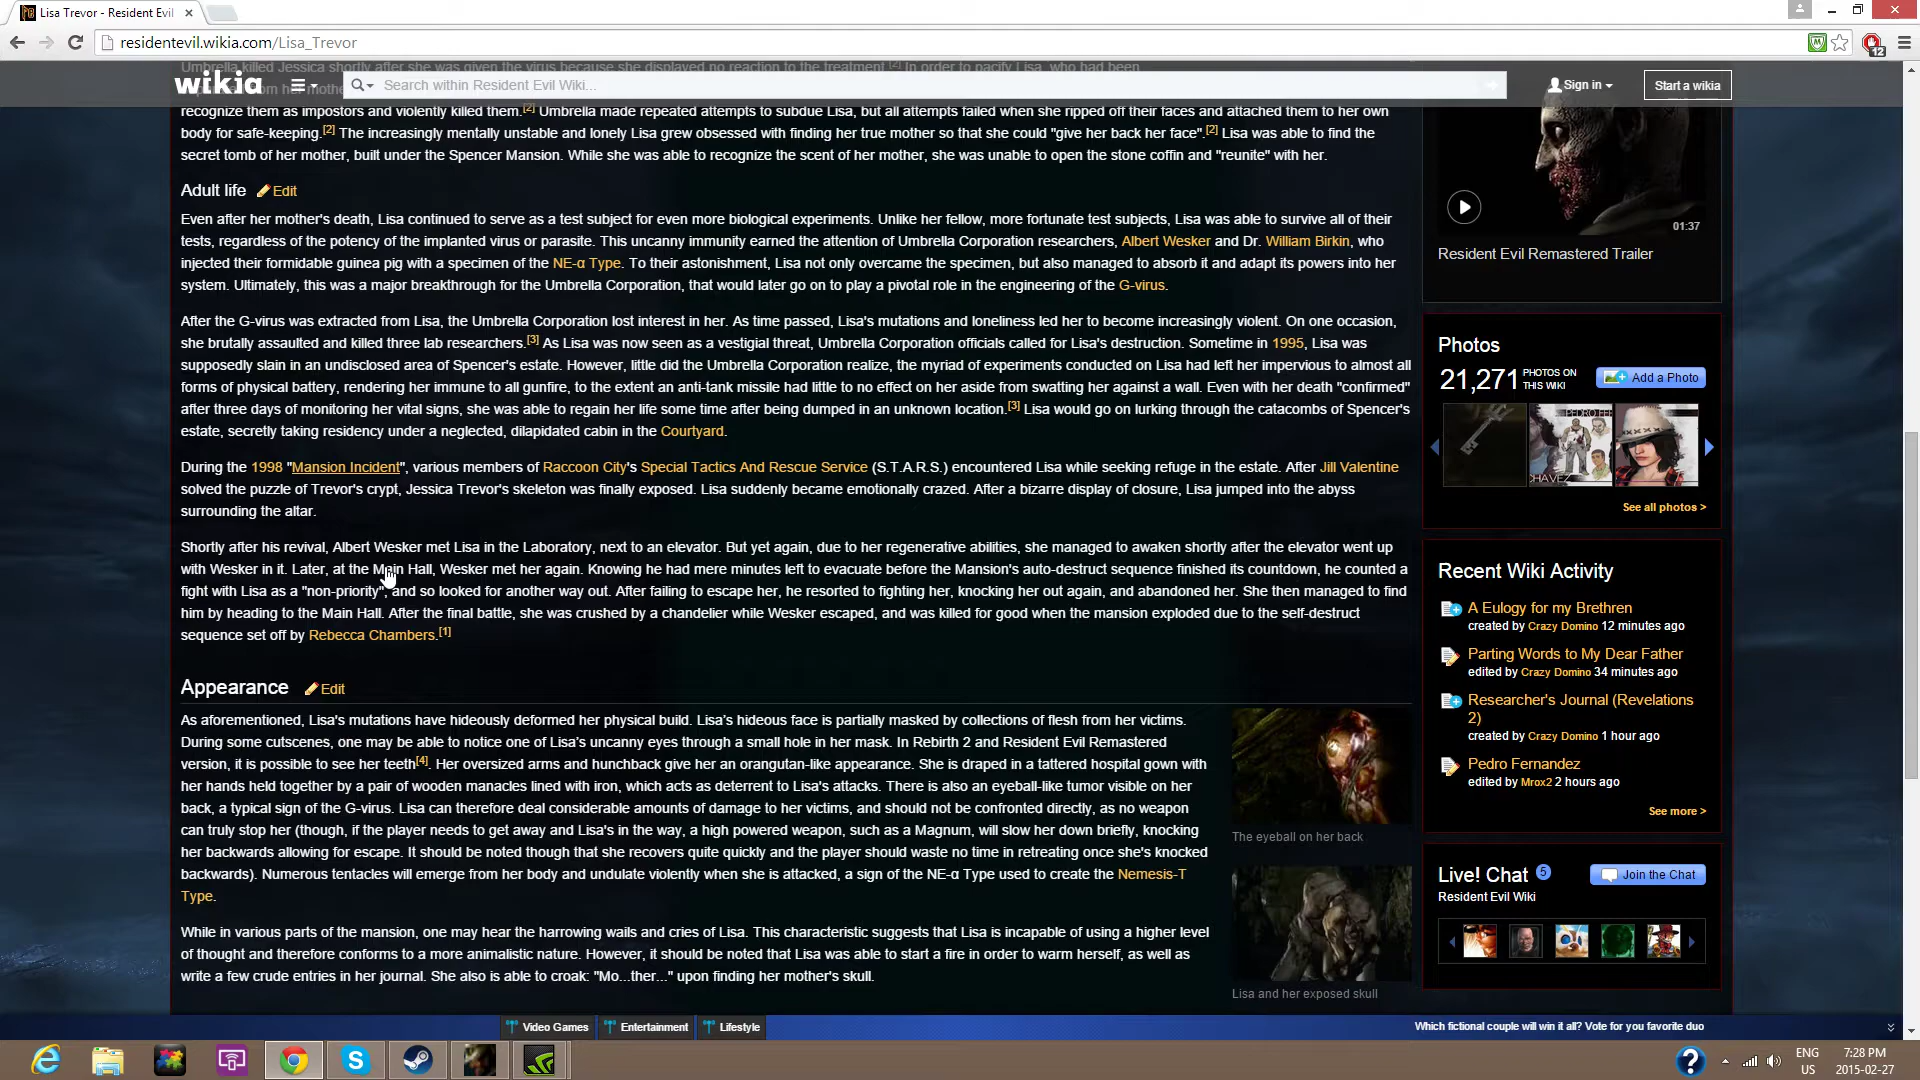 Lisa Trevor - Resident Evil
residentevil.wikia.com/Lisa_Trevor
12
Umbrella killed Jessica shortly after she was given the virus because she displayed no reaction to the treatment.[2] In order to pacify Lisa, who had been
wikia
Search within Resident Evil Wiki...
Sign in
Start a wikia
recognize them as impostors and violently killed them.[2] Umbrella made repeated attempts to subdue Lisa, but all attempts failed when she ripped off their faces and attached them to her own
body for safe-keeping.[2] The increasingly mentally unstable and lonely Lisa grew obsessed with finding her true mother so that she could "give her back her face".[2] Lisa was able to find the
secret tomb of her mother, built under the Spencer Mansion. While she was able to recognize the scent of her mother, she was unable to open the stone coffin and "reunite" with her.
Adult life Edit
Even after her mother's death, Lisa continued to serve as a test subject for even more biological experiments. Unlike her fellow, more fortunate test subjects, Lisa was able to survive all of their
tests, regardless of the potency of the implanted virus or parasite. This uncanny immunity earned the attention of Umbrella Corporation researchers, Albert Wesker and Dr. William Birkin, who
injected their formidable guinea pig with a specimen of the NE-α Type. To their astonishment, Lisa not only overcame the specimen, but also managed to absorb it and adapt its powers into her
system. Ultimately, this was a major breakthrough for the Umbrella Corporation, that would later go on to play a pivotal role in the engineering of the G-virus.
After the G-virus was extracted from Lisa, the Umbrella Corporation lost interest in her. As time passed, Lisa's mutations and loneliness led her to become increasingly violent. On one occasion,
she brutally assaulted and killed three lab researchers.[3] As Lisa was now seen as a vestigial threat, Umbrella Corporation officials called for Lisa's destruction. Sometime in 1995, Lisa was
supposedly slain in an undisclosed area of Spencer's estate. However, little did the Umbrella Corporation realize, the myriad of experiments conducted on Lisa had left her impervious to almost all
forms of physical battery, rendering her immune to all gunfire, to the extent an anti-tank missile had little to no effect on her aside from swatting her against a wall. Even with her death "confirmed"
after three days of monitoring her vital signs, she was able to regain her life some time after being dumped in an unknown location.[3] Lisa would go on lurking through the catacombs of Spencer's
estate, secretly taking residency under a neglected, dilapidated cabin in the Courtyard.
During the 1998 "Mansion Incident", various members of Raccoon City's Special Tactics And Rescue Service (S.T.A.R.S.) encountered Lisa while seeking refuge in the estate. After Jill Valentine
solved the puzzle of Trevor's crypt, Jessica Trevor's skeleton was finally exposed. Lisa suddenly became emotionally crazed. After a bizarre display of closure, Lisa jumped into the abyss
surrounding the altar.
Shortly after his revival, Albert Wesker met Lisa in the Laboratory, next to an elevator. But yet again, due to her regenerative abilities, she managed to awaken shortly after the elevator went up
with Wesker in it. Later, at the Main Hall, Wesker met her again. Knowing he had mere minutes left to evacuate before the Mansion's auto-destruct sequence finished its countdown, he counted a
fight with Lisa as a "non-priority", and so looked for another way out. After failing to escape her, he resorted to fighting her, knocking her out again, and abandoned her. She then managed to find
him by heading to the Main Hall. After the final battle, she was crushed by a chandelier while Wesker escaped, and was killed for good when the mansion exploded due to the self-destruct
sequence set off by Rebecca Chambers.[1]
Appearance Edit
As aforementioned, Lisa's mutations have hideously deformed her physical build. Lisa's hideous face is partially masked by collections of flesh from her victims.
During some cutscenes, one may be able to notice one of Lisa's uncanny eyes through a small hole in her mask. In Rebirth 2 and Resident Evil Remastered
version, it is possible to see her teeth[4]. Her oversized arms and hunchback give her an orangutan-like appearance. She is draped in a tattered hospital gown with
her hands held together by a pair of wooden manacles lined with iron, which acts as deterrent to Lisa's attacks. There is also an eyeball-like tumor visible on her
back, a typical sign of the G-virus. Lisa can therefore deal considerable amounts of damage to her victims, and should not be confronted directly, as no weapon
can truly stop her (though, if the player needs to get away and Lisa's in the way, a high powered weapon, such as a Magnum, will slow her down briefly, knocking
her backwards allowing for escape. It should be noted though that she recovers quite quickly and the player should waste no time in retreating once she's knocked
backwards). Numerous tentacles will emerge from her body and undulate violently when she is attacked, a sign of the NE-α Type used to create the Nemesis-T
Type.
While in various parts of the mansion, one may hear the harrowing wails and cries of Lisa. This characteristic suggests that Lisa is incapable of using a higher level
of thought and therefore conforms to a more animalistic nature. However, it should be noted that Lisa was able to start a fire in order to warm herself, as well as
write a few crude entries in her journal. She also is able to croak: "Mo...ther..." upon finding her mother's skull.
The eyeball on her back
Lisa and her exposed skull
01:37
Resident Evil Remastered Trailer
Photos
21,271 PHOTOS ON THIS WIKI
Add a Photo
CHAVEZ
See all photos >
Recent Wiki Activity
A Eulogy for my Brethren
created by Crazy Domino 12 minutes ago
Parting Words to My Dear Father
edited by Crazy Domino 34 minutes ago
Researcher's Journal (Revelations
2)
created by Crazy Domino 1 hour ago
Pedro Fernandez
edited by Mrox2 2 hours ago
See more >
Live! Chat 5
Join the Chat
Resident Evil Wiki
Video Games
Entertainment
Lifestyle
Which fictional couple will win it all? Vote for you favorite duo
ENG
US
7:28 PM
2015-02-27